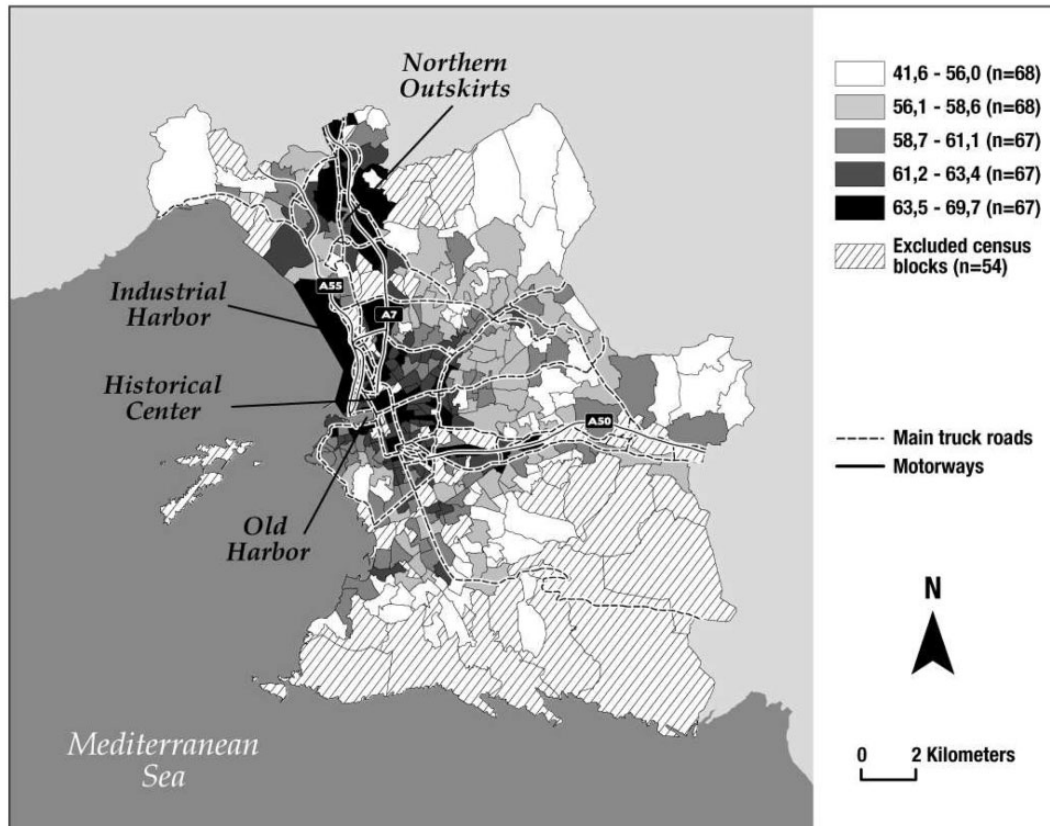 Northern
Outskirts
Industrial
Harbor
Historical
Center
Old
Harbor
Mediterranean
Sea
A55
A7
A50
41,6 - 56,0 (n=68)
56,1 - 58,6 (n=68)
58,7 - 61,1 (n=67)
61,2 - 63,4 (n=67)
63,5 - 69,7 (n=67)
Excluded census
blocks (n=54)
Main truck roads
Motorways
N
0 2 Kilometers